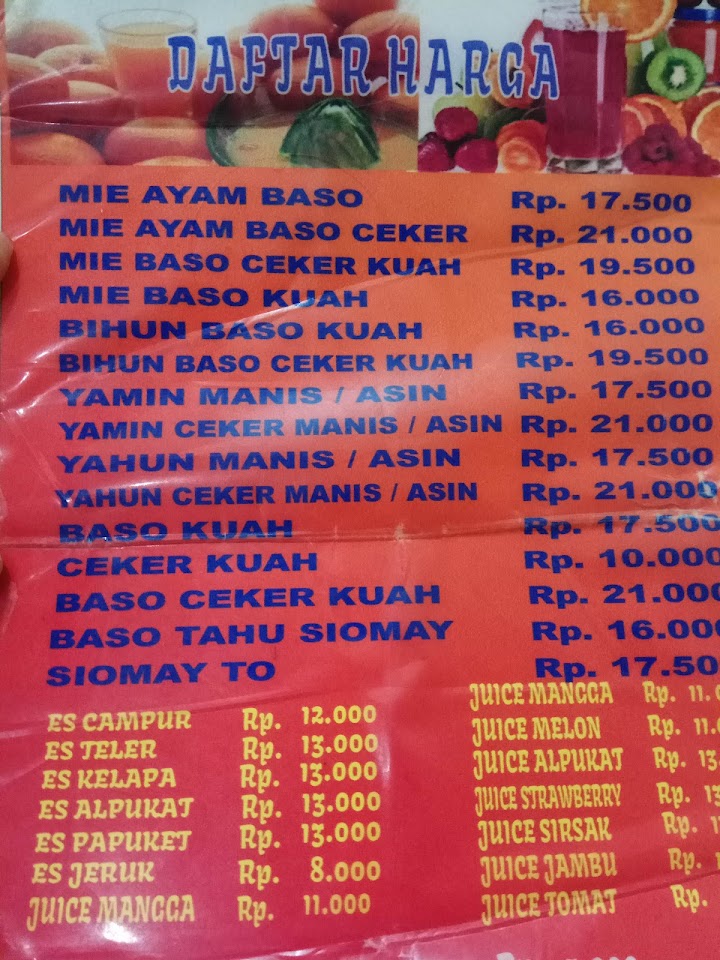 DAFTAR HARGA
MIE AYAM BASO Rp. 17.500
MIE AYAM BASO CEKER Rp. 21.000
MIE BASO CEKER KUAH Rp. 19.500
MIE BASO KUAH Rp. 16.000
BIHUN BASO KUAH Rp. 16.000
BIHUN BASO CEKER KUAH Rp. 19.500
YAMIN MANIS / ASIN Rp. 17.500
YAMIN CEKER MANIS / ASIN Rp. 21.000
YAHUN MANIS / ASIN Rp. 17.500
YAHUN CEKER MANIS / ASIN Rp. 21.000
BASO KUAH Rp. 17.500
CEKER KUAH Rp. 10.000
BASO CEKER KUAH Rp. 21.000
BASO TAHU SIOMAY Rp. 16.000
SIOMAY TO Rp. 17.50
ES CAMPUR Rp. 12.000
ES TELER Rp. 13.000
ES KELAPA Rp. 13.000
ES ALPUKAT Rp. 13.000
ES PAPUKET Rp. 13.000
ES JERUK Rp. 8.000
JUICE MANGGA Rp. 11.000
JUICE MANGGA Rp. 11.
JUICE MELON Rp. 11.
JUICE ALPUKAT Rp. 13
JUICE STRAWBERRY Rp. 13
JUICE SIRSAK Rp.
JUICE JAMBU Rp.
JUICE TOMAT Rp.